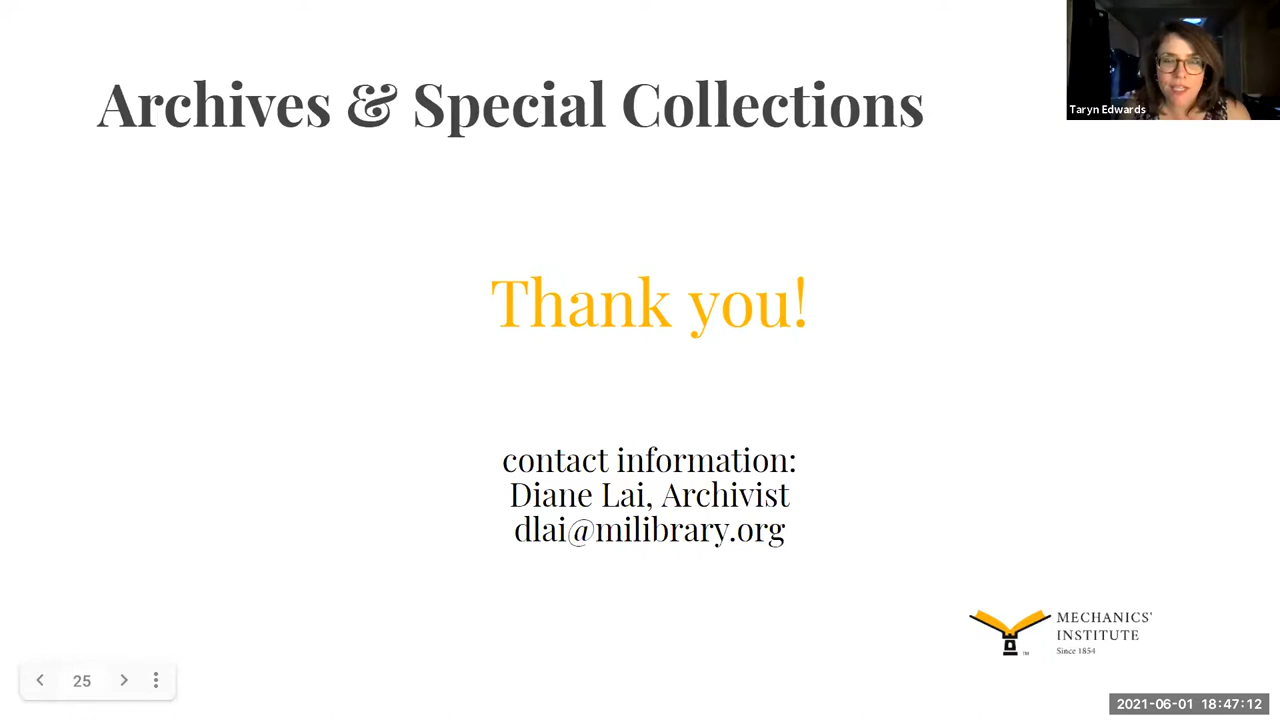 Archives & Special Collections
Taryn Edwards
Thank you!
contact information:
Diane Lai, Archivist
dlai@milibrary.org
MECHANICS'
INSTITUTE
Since 1854
TM
25
2021-06-01 18:47:12